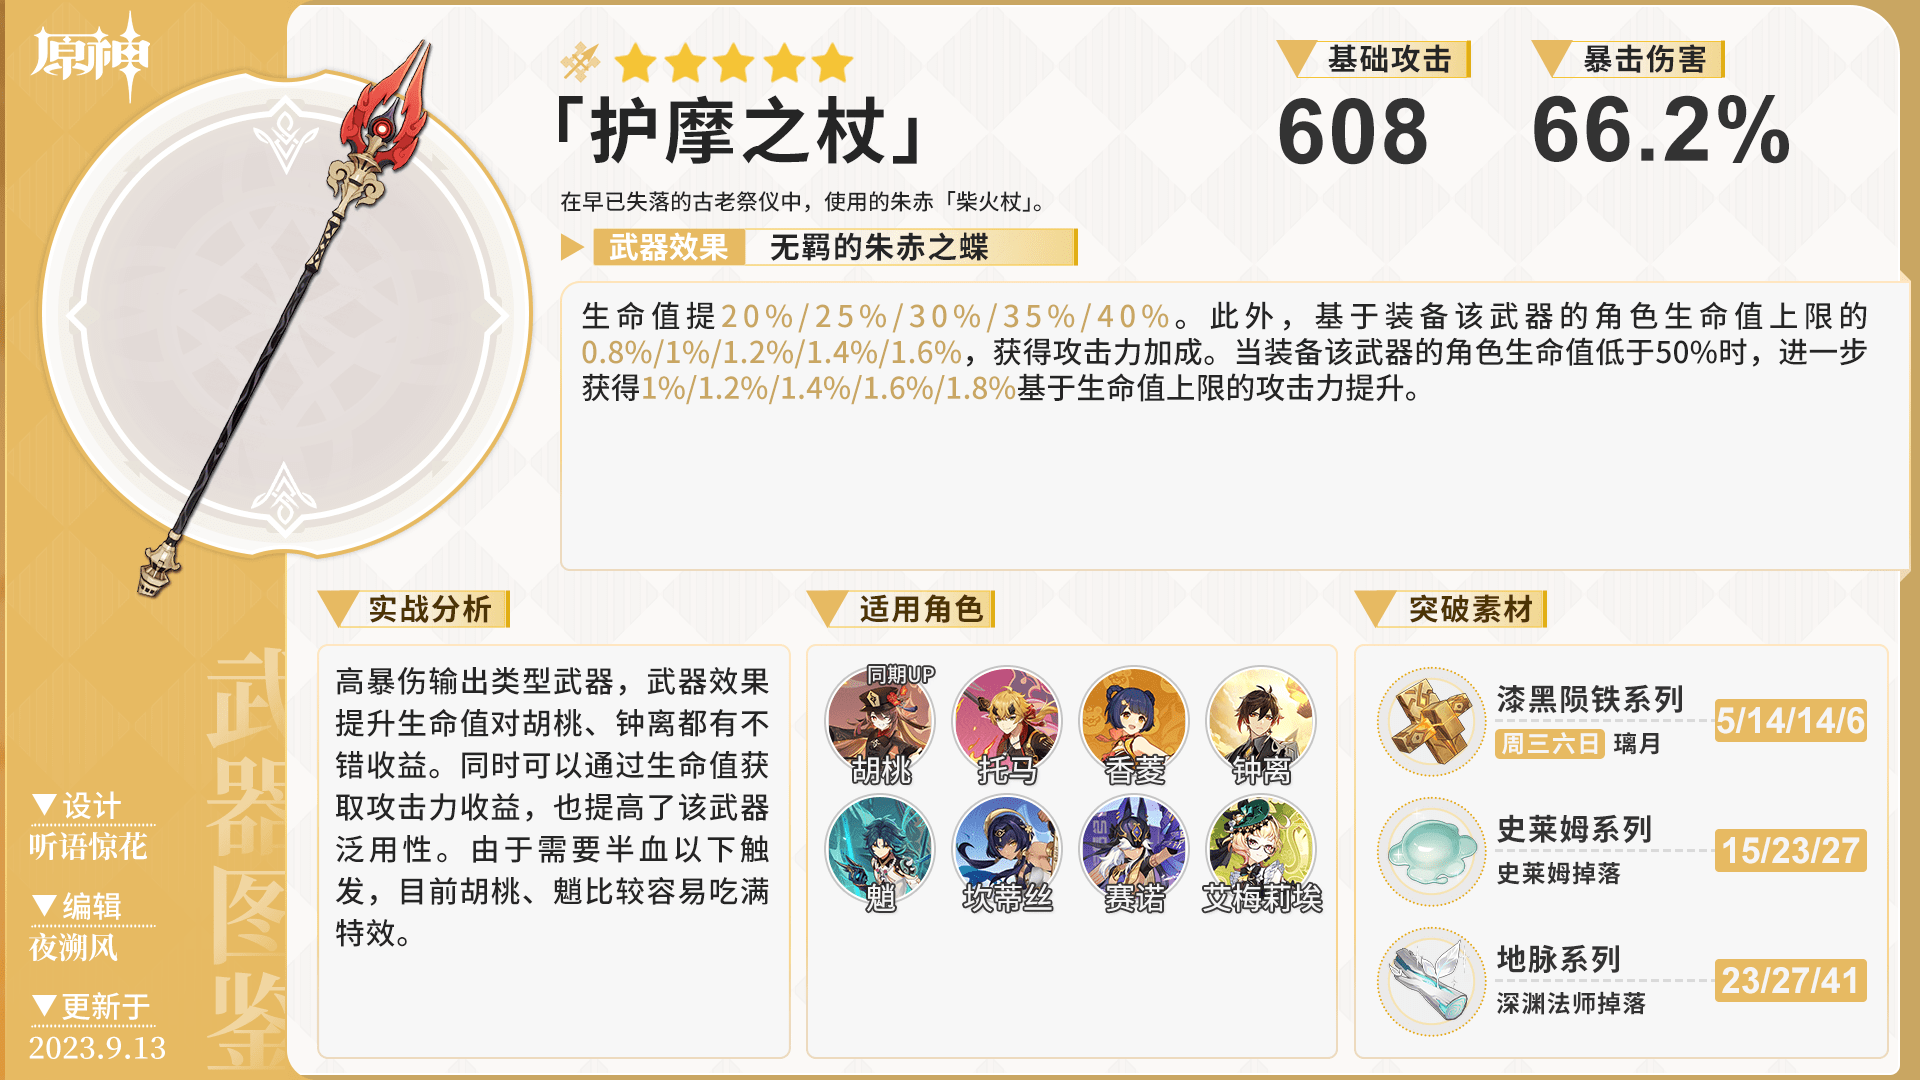 原神
「护摩之杖」
在早已失落的古老祭仪中，使用的朱赤「柴火杖」。
基础攻击
608
暴击伤害
66.2%
武器效果 无羁的朱赤之蝶
生命值提20%/25%/30%/35%/40%。此外，基于装备该武器的角色生命值上限的
0.8%/1%/1.2%/1.4%/1.6%，获得攻击力加成。当装备该武器的角色生命值低于50%时，进一步
获得1%/1.2%/1.4%/1.6%/1.8%基于生命值上限的攻击力提升。
实战分析
高暴伤输出类型武器，武器效果
提升生命值对胡桃、钟离都有不
错收益。同时可以通过生命值获
取攻击力收益，也提高了该武器
泛用性。由于需要半血以下触
发，目前胡桃、魈比较容易吃满
特效。
适用角色
同期UP
胡桃 托马 香菱 钟离
魈 坎蒂丝 赛诺 艾梅莉埃
突破素材
漆黑陨铁系列
周三六日 璃月
5/14/14/6
史莱姆系列
史莱姆掉落
15/23/27
地脉系列
深渊法师掉落
23/27/41
武器图鉴
▼设计
听语惊花
▼编辑
夜溯风
▼更新于
2023.9.13